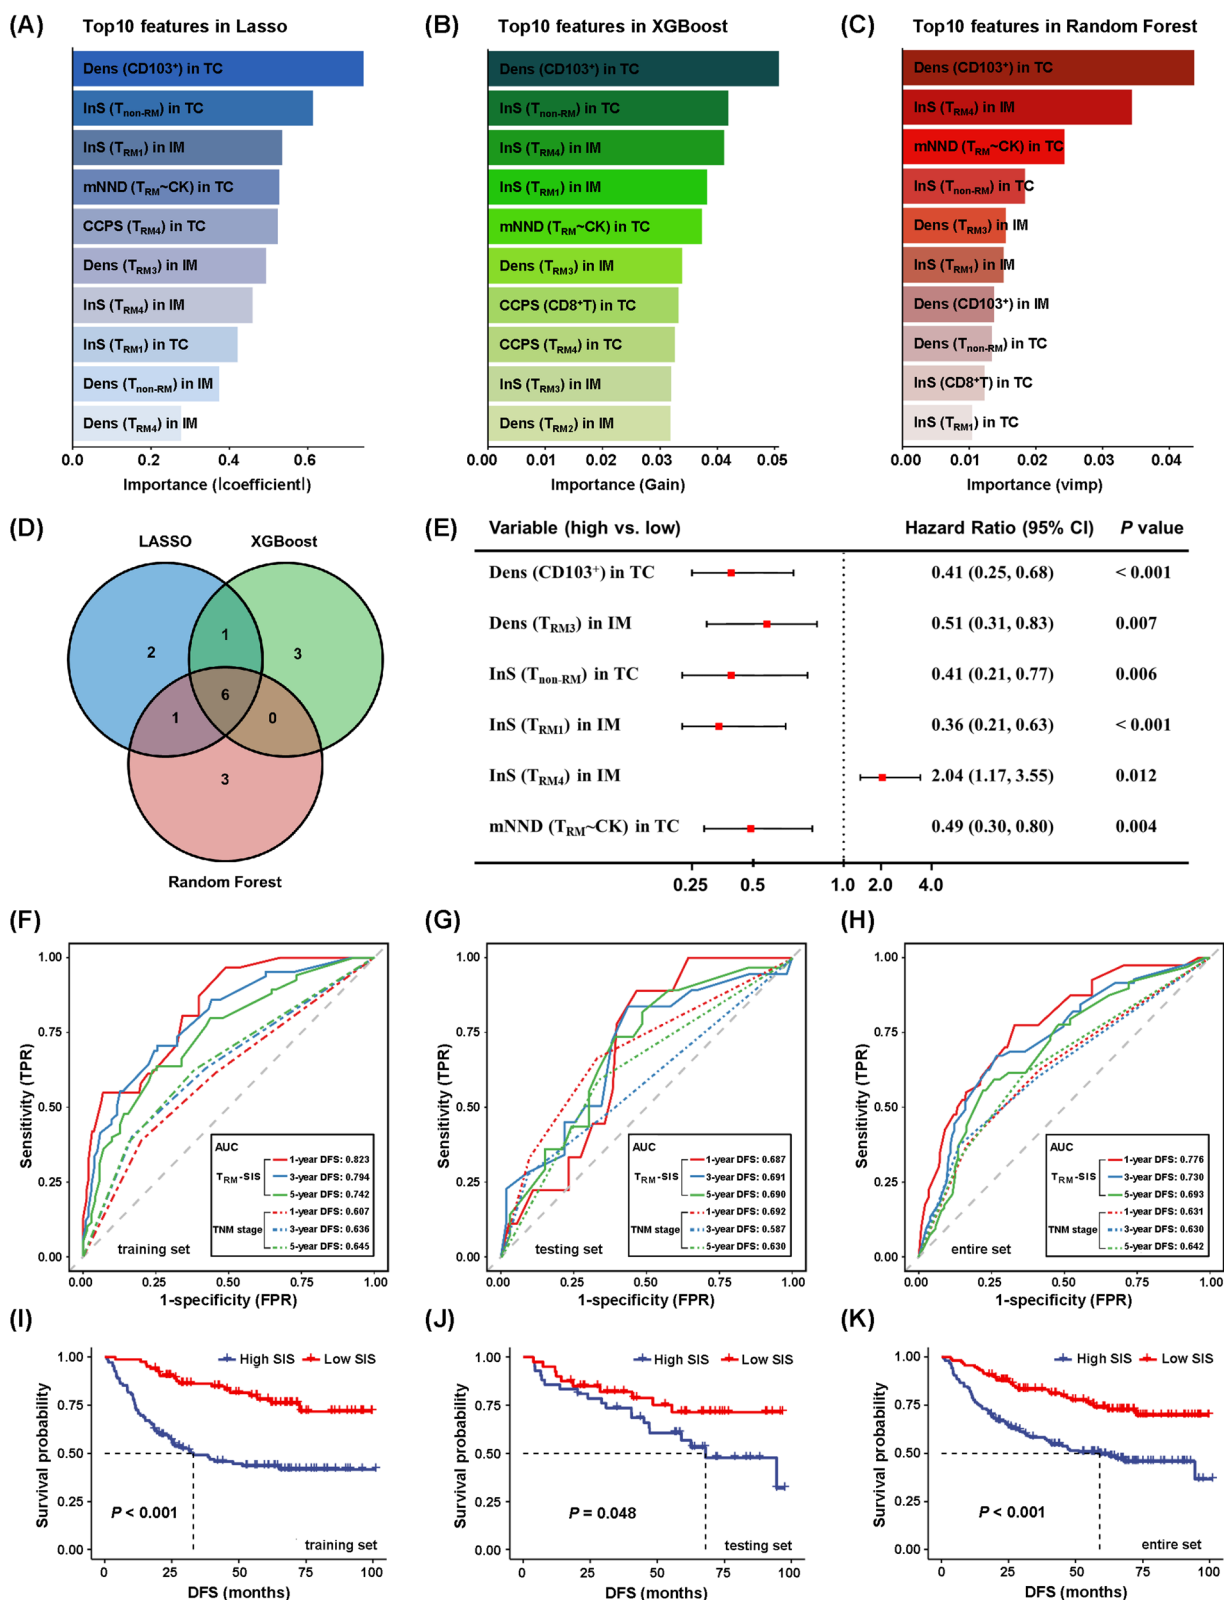 (A) Top10 features in Lasso
Dens (CD103⁺) in TC
InS (Tnon-RM) in TC
InS (TRM1) in IM
mNND (TRM~CK) in TC
CCPS (TRM4) in TC
Dens (TRM3) in IM
InS (TRM4) in IM
InS (TRM1) in TC
Dens (Tnon-RM) in IM
Dens (TRM4) in IM
0.0 0.2 0.4 0.6
Importance (|coefficient|)
(B) Top10 features in XGBoost
Dens (CD103⁺) in TC
InS (Tnon-RM) in TC
InS (TRM4) in IM
InS (TRM1) in IM
mNND (TRM~CK) in TC
Dens (TRM3) in IM
CCPS (CD8⁺T) in TC
CCPS (TRM4) in TC
InS (TRM3) in IM
Dens (TRM2) in IM
0.00 0.01 0.02 0.03 0.04 0.05
Importance (Gain)
(C) Top10 features in Random Forest
Dens (CD103⁺) in TC
InS (TRM4) in IM
mNND (TRM~CK) in TC
InS (Tnon-RM) in TC
Dens (TRM3) in IM
InS (TRM1) in IM
Dens (CD103⁺) in IM
Dens (Tnon-RM) in TC
InS (CD8⁺T) in TC
InS (TRM1) in TC
0.00 0.01 0.02 0.03 0.04
Importance (vimp)
(D)
LASSO XGBoost
1
2 3
6
1 0
3
Random Forest
(E) Variable (high vs. low) Hazard Ratio (95% CI) P value
Dens (CD103⁺) in TC 0.41 (0.25, 0.68) < 0.001
Dens (TRM3) in IM 0.51 (0.31, 0.83) 0.007
InS (Tnon-RM) in TC 0.41 (0.21, 0.77) 0.006
InS (TRM1) in IM 0.36 (0.21, 0.63) < 0.001
InS (TRM4) in IM 2.04 (1.17, 3.55) 0.012
mNND (TRM~CK) in TC 0.49 (0.30, 0.80) 0.004
0.25 0.5 1.0 2.0 4.0
(F)
Sensitivity (TPR)
1.00
0.75
0.50
0.25
0.00
AUC
TRM-SIS
1-year DFS: 0.823
3-year DFS: 0.794
5-year DFS: 0.742
TNM stage
1-year DFS: 0.607
3-year DFS: 0.636
5-year DFS: 0.645
training set
0.00 0.25 0.50 0.75 1.00
1-specificity (FPR)
(G)
Sensitivity (TPR)
1.00
0.75
0.50
0.25
0.00
AUC
TRM-SIS
1-year DFS: 0.687
3-year DFS: 0.691
5-year DFS: 0.690
TNM stage
1-year DFS: 0.692
3-year DFS: 0.587
5-year DFS: 0.630
testing set
0.00 0.25 0.50 0.75 1.00
1-specificity (FPR)
(H)
Sensitivity (TPR)
1.00
0.75
0.50
0.25
0.00
AUC
TRM-SIS
1-year DFS: 0.776
3-year DFS: 0.730
5-year DFS: 0.693
TNM stage
1-year DFS: 0.631
3-year DFS: 0.630
5-year DFS: 0.642
entire set
0.00 0.25 0.50 0.75 1.00
1-specificity (FPR)
(I)
High SIS Low SIS
Survival probability
1.00
0.75
0.50
0.25
0.00
P < 0.001
training set
0 25 50 75 100
DFS (months)
(J)
High SIS Low SIS
Survival probability
1.00
0.75
0.50
0.25
0.00
P = 0.048
testing set
0 25 50 75 100
DFS (months)
(K)
High SIS Low SIS
Survival probability
1.00
0.75
0.50
0.25
0.00
P < 0.001
entire set
0 25 50 75 100
DFS (months)